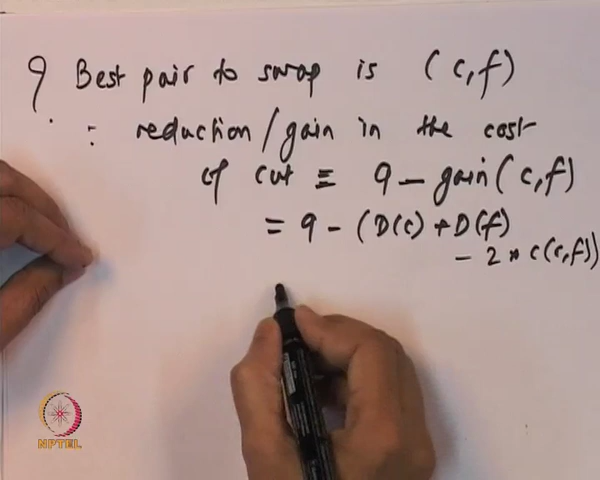 9 Best pair to swap is (c,f)
: reduction/gain in the cost
of cut ≡ 9 - gain(c,f)
= 9 - (D(c) + D(f)
- 2 * c(c,f))
NPTEL